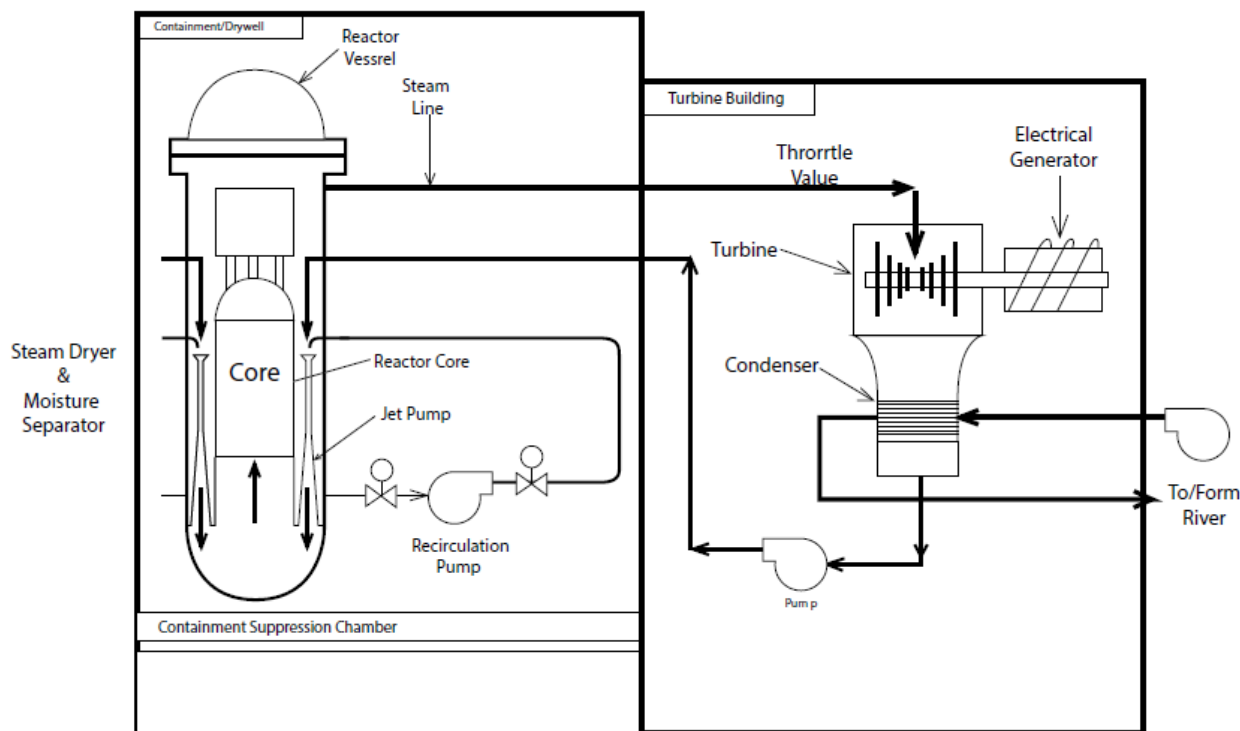 Containment/Drywell
Reactor
Vessrel
Steam
Line
Turbine Building
Electrical
Generator
Throrrtle
Value
Turbine
Steam Dryer
&
Moisture
Separator
Core
Reactor Core
Condenser
Jet Pump
To/Form
River
Recirculation
Pump
Pump
Containment Suppression Chamber